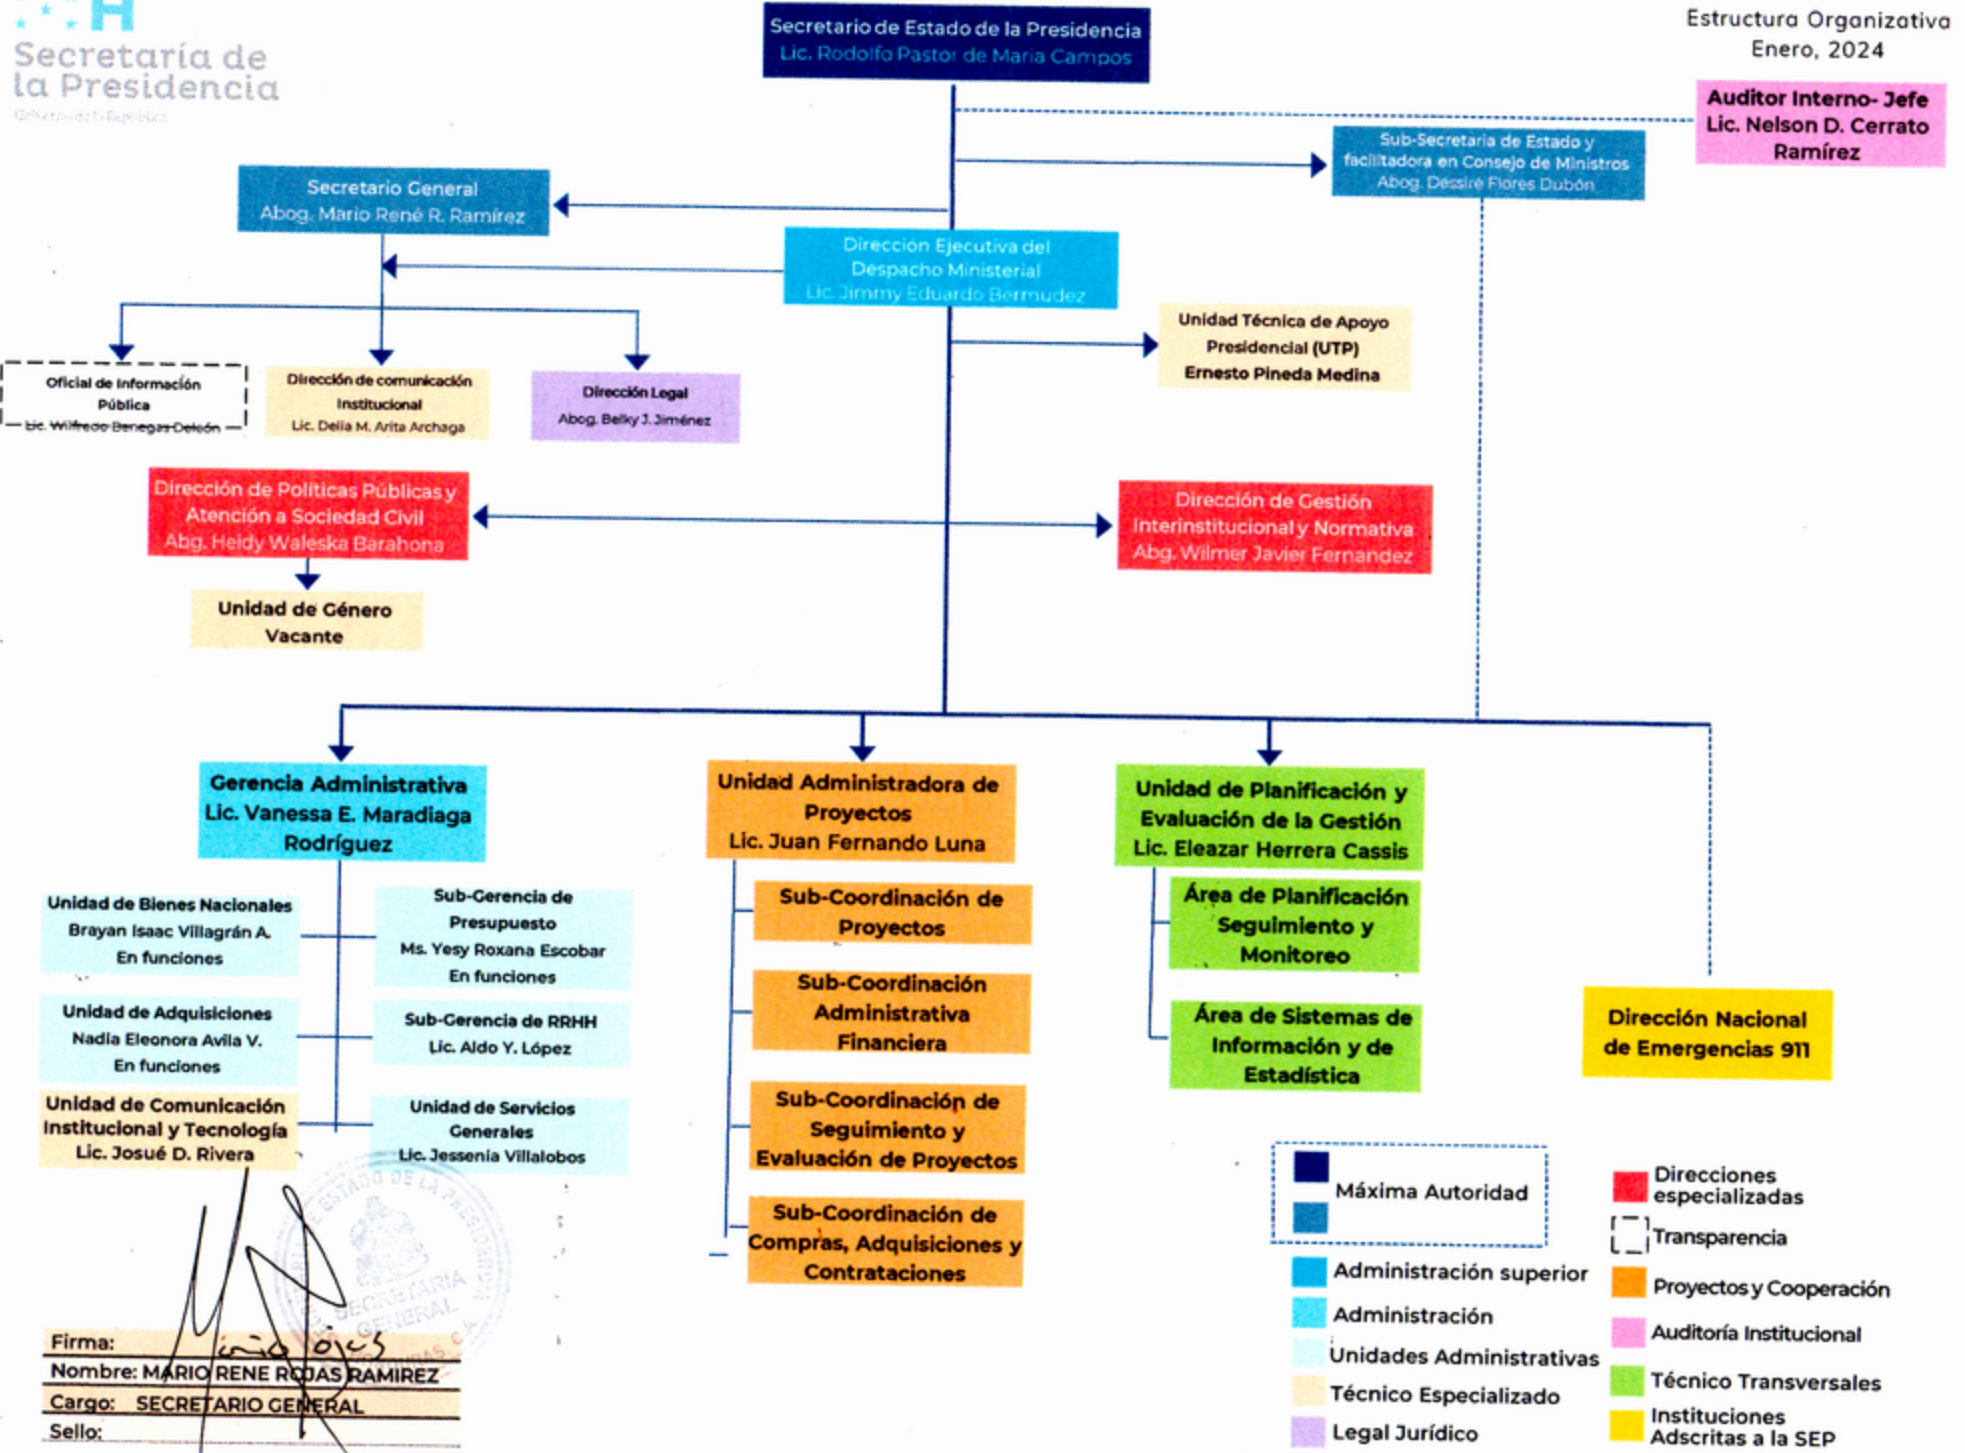 H
Secretaría de
la Presidencia
Estructura Organizativa
Enero, 2024
Secretario de Estado de la Presidencia
Lic. Rodolfo Pastor de Maria Campos
Auditor Interno- Jefe
Lic. Nelson D. Cerrato
Ramírez
Sub-Secretaria de Estado y
facilitadora en Consejo de Ministros
Abog. Dessiré Flores Dubón
Secretario General
Abog. Mario René R. Ramírez
Dirección Ejecutiva del
Despacho Ministerial
Lic. Jimmy Eduardo Bermudez
Unidad Técnica de Apoyo
Presidencial (UTP)
Ernesto Pineda Medina
Oficial de Información
Pública
Lic. Wilfredo Benegas Deleón
Dirección de comunicación
Institucional
Lic. Delia M. Arita Archaga
Dirección Legal
Abog. Belky J. Jiménez
Dirección de Políticas Públicas y
Atención a Sociedad Civil
Abg. Heidy Waleska Barahona
Dirección de Gestión
Interinstitucional y Normativa
Abg. Wilmer Javier Fernandez
Unidad de Género
Vacante
Gerencia Administrativa
Lic. Vanessa E. Maradiaga
Rodríguez
Unidad de Bienes Nacionales
Brayan Isaac Villagrán A.
En funciones
Sub-Gerencia de
Presupuesto
Ms. Yesy Roxana Escobar
En funciones
Unidad de Adquisiciones
Nadia Eleonora Avila V.
En funciones
Sub-Gerencia de RRHH
Lic. Aldo Y. López
Unidad de Comunicación
Institucional y Tecnología
Lic. Josué D. Rivera
Unidad de Servicios
Generales
Lic. Jessenia Villalobos
Unidad Administradora de
Proyectos
Lic. Juan Fernando Luna
Sub-Coordinación de
Proyectos
Sub-Coordinación
Administrativa
Financiera
Sub-Coordinación de
Seguimiento y
Evaluación de Proyectos
Sub-Coordinación de
Compras, Adquisiciones y
Contrataciones
Unidad de Planificación y
Evaluación de la Gestión
Lic. Eleazar Herrera Cassis
Área de Planificación
Seguimiento y
Monitoreo
Área de Sistemas de
Información y de
Estadística
Dirección Nacional
de Emergencias 911
Máxima Autoridad
Administración superior
Administración
Unidades Administrativas
Técnico Especializado
Legal Jurídico
Direcciones
especializadas
Transparencia
Proyectos y Cooperación
Auditoría Institucional
Técnico Transversales
Instituciones
Adscritas a la SEP
ESTADO DE LA PRESIDENCIA
SECRETARIA
GENERAL
Firma:
Nombre: MARIO RENE ROJAS RAMIREZ
Cargo: SECRETARIO GENERAL
Sello: